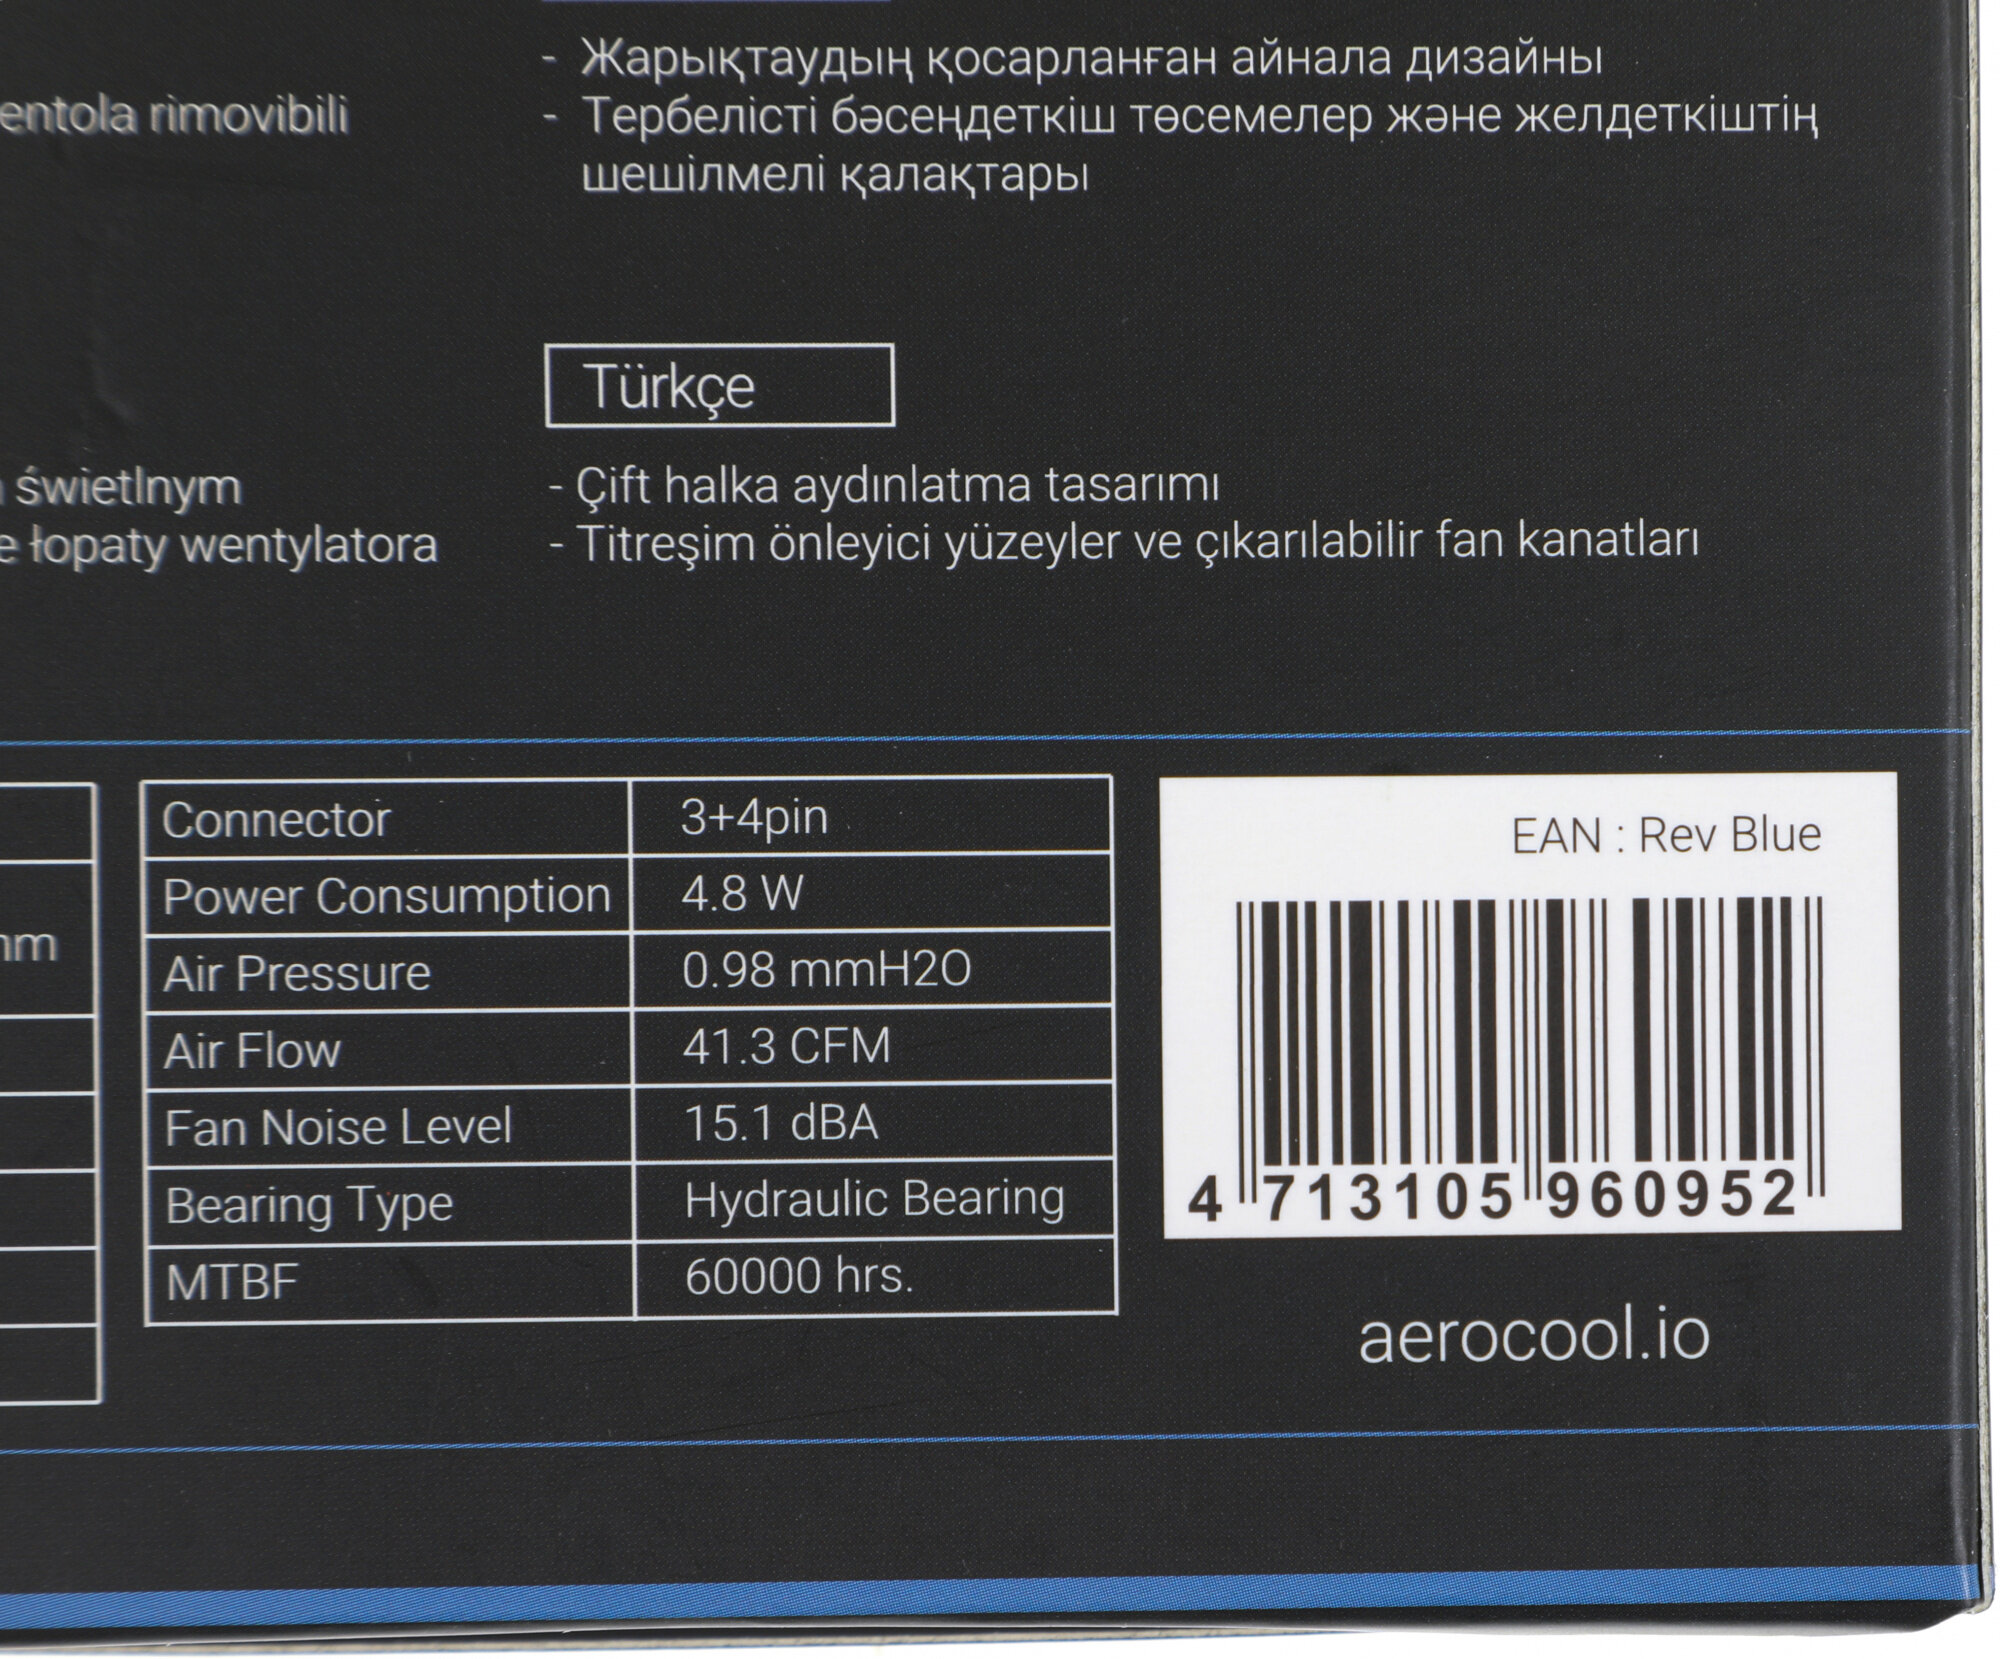 - Жарықтаудың қосарланған айнала дизайны
- Тербелісті бәсеңдеткіш төсемелер және желдеткіштің
шешілмелі қалақтары
rimovibili
Türkçe
- Çift halka aydınlatma tasarımı
- Titreşim önleyici yüzeyler ve çıkarılabilir fan kanatları
świetlnym
łopaty wentylatora
Connector 3+4pin
Power Consumption 4.8 W
Air Pressure 0.98 mmH2O
Air Flow 41.3 CFM
Fan Noise Level 15.1 dBA
Bearing Type Hydraulic Bearing
MTBF 60000 hrs.
EAN : Rev Blue
4 713105 960952
aerocool.io